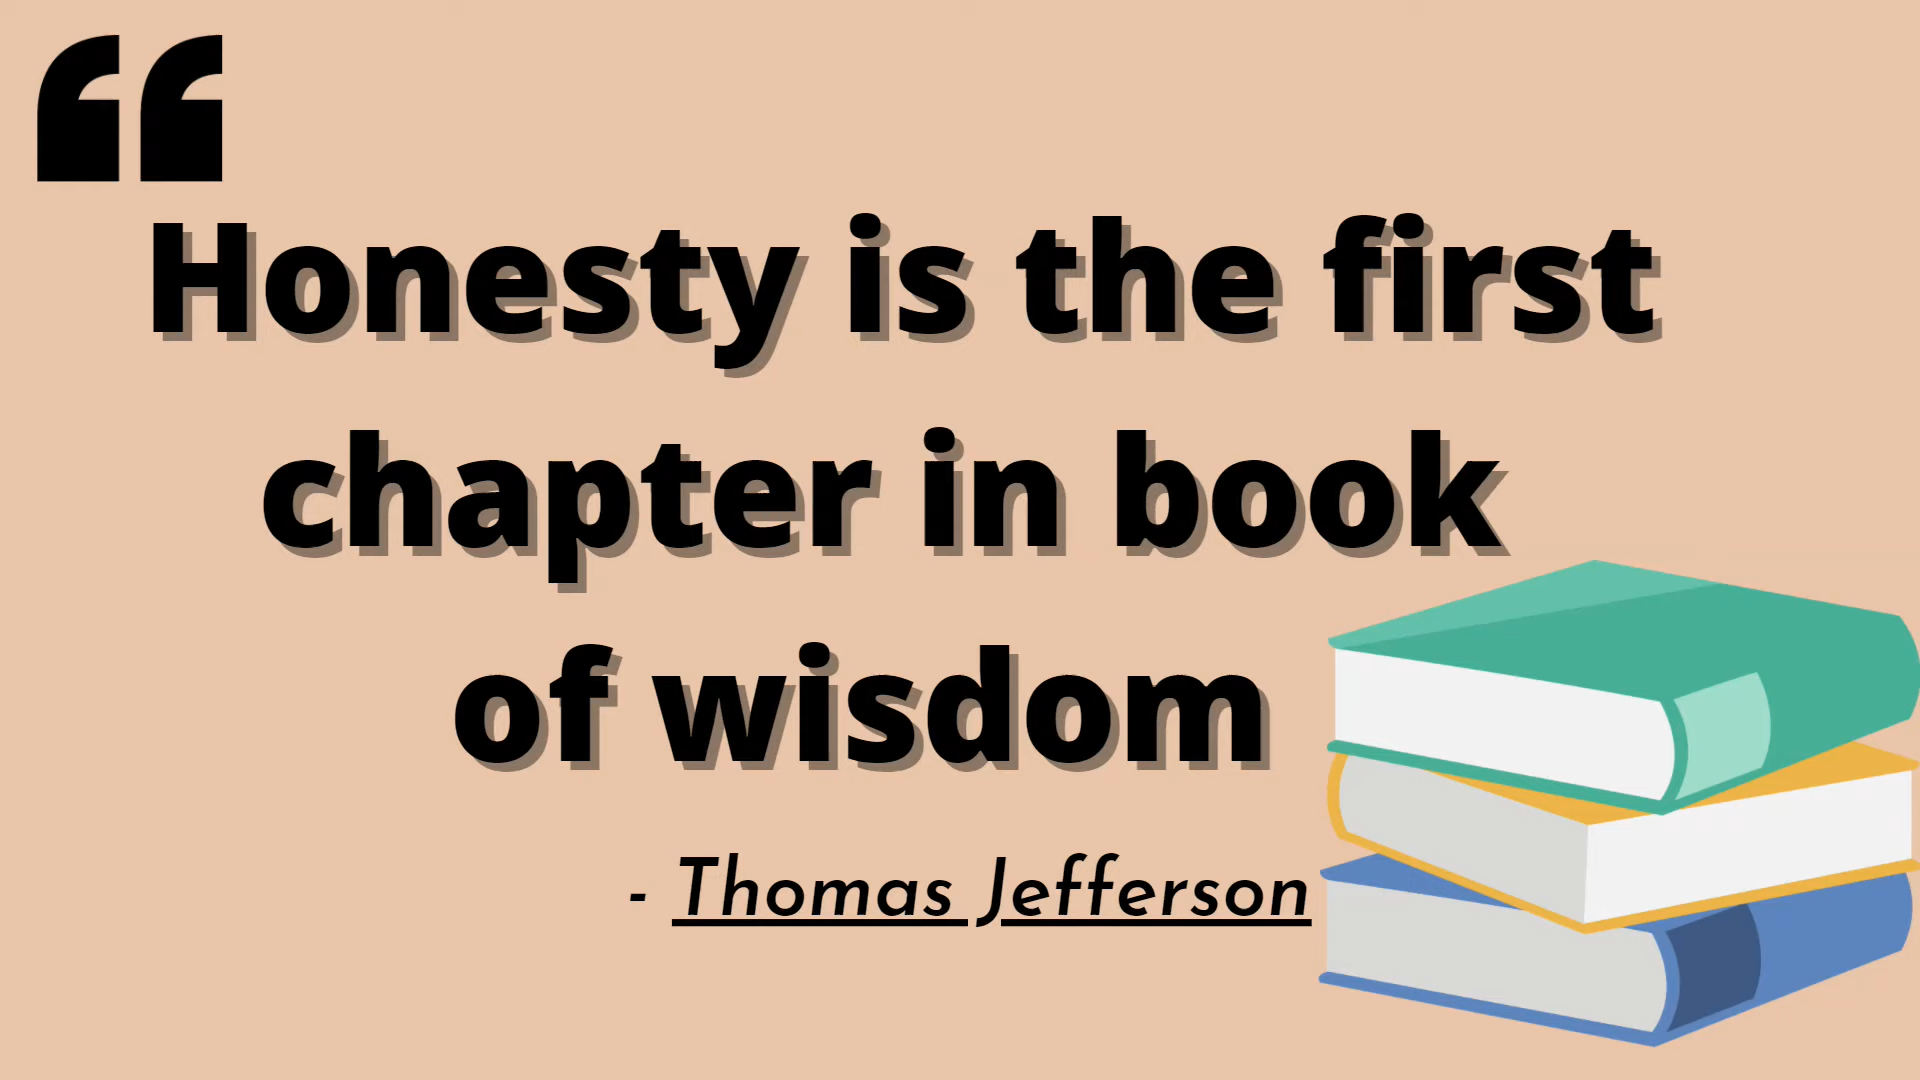 “
Honesty is the first
chapter in book
of wisdom
- Thomas Jefferson